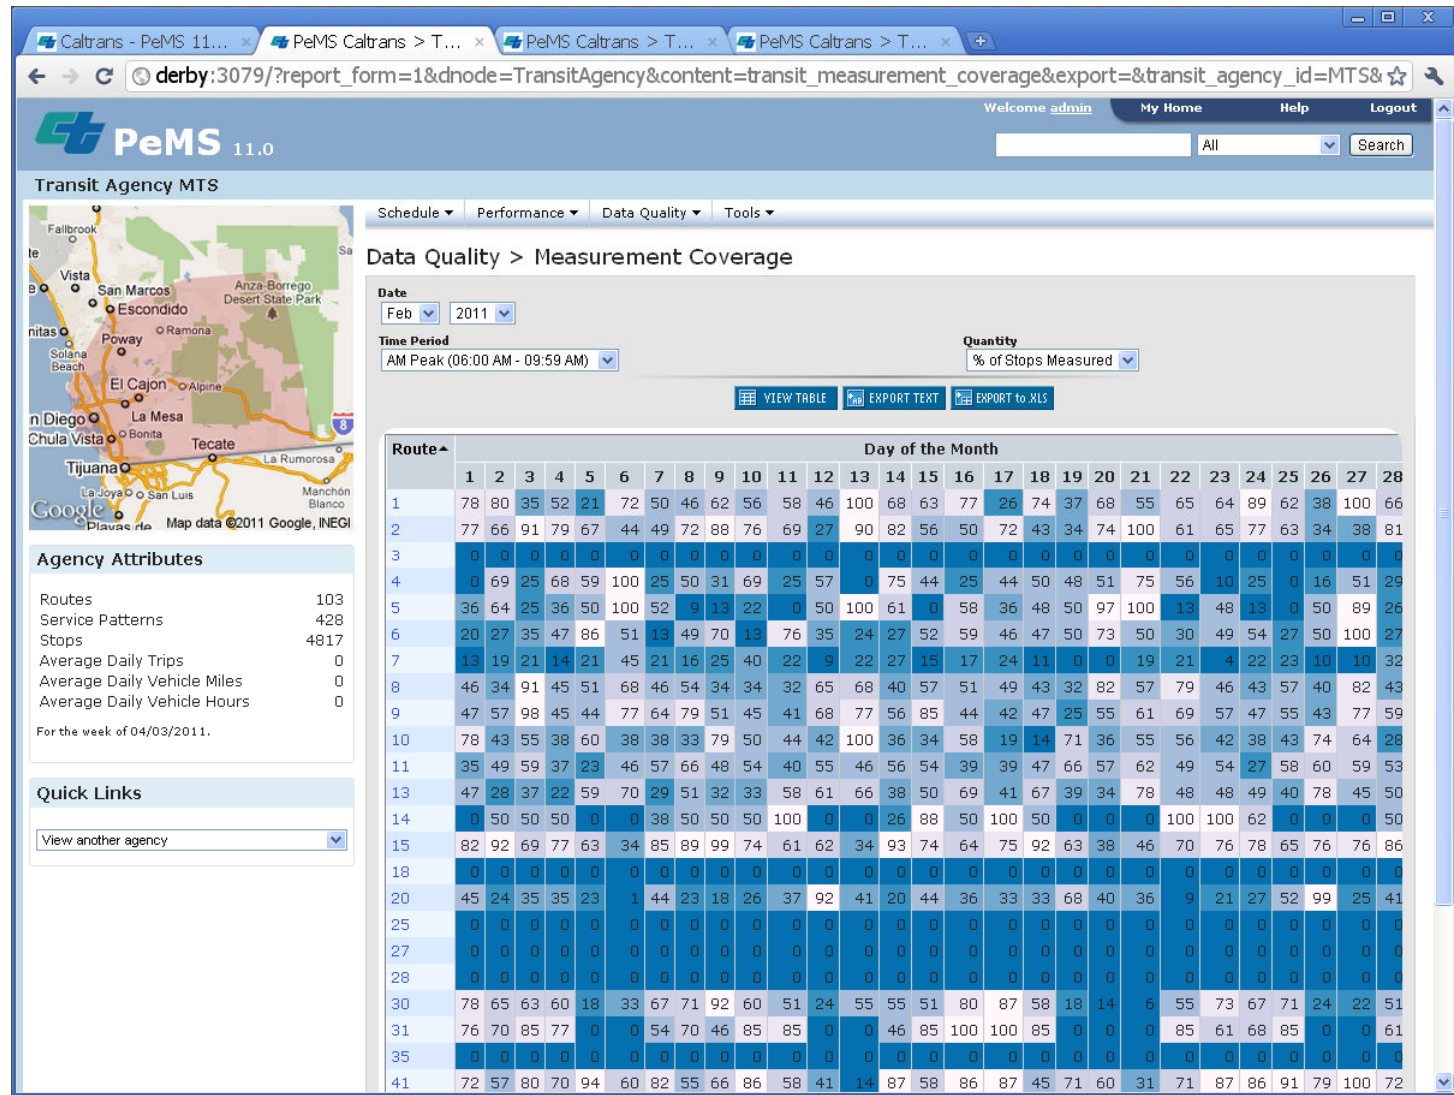 Caltrans - PeMS 11...
PeMS Caltrans > T...
PeMS Caltrans > T...
PeMS Caltrans > T...
derby:3079/?report_form=1&dnode=TransitAgency&content=transit_measurement_coverage&export=&transit_agency_id=MTS&
Welcome admin My Home Help Logout
PeMS 11.0
All Search
Transit Agency MTS
Schedule Performance Data Quality Tools
Fallbrook
Vista
San Marcos
Escondido
Anza-Borrego
Desert State Park
Ramona
Poway
Solana
Beach
El Cajon
Alpine
n Diego
La Mesa
8
Chula Vista
Bonita
Tecate
La Rumorosa
Tijuana
La Joya
San Luis
Manchón
Blanco
Google
Playas de
Map data ©2011 Google, INEGI
Agency Attributes
Routes 103
Service Patterns 428
Stops 4817
Average Daily Trips 0
Average Daily Vehicle Miles 0
Average Daily Vehicle Hours 0
For the week of 04/03/2011.
Quick Links
View another agency
Data Quality > Measurement Coverage
Date
Feb 2011
Time Period Quantity
AM Peak (06:00 AM - 09:59 AM) % of Stops Measured
VIEW TABLE EXPORT TEXT EXPORT to .XLS
Route Day of the Month
1 2 3 4 5 6 7 8 9 10 11 12 13 14 15 16 17 18 19 20 21 22 23 24 25 26 27 28
1 78 80 35 52 21 72 50 46 62 56 58 46 100 68 63 77 26 74 37 68 55 65 64 89 62 38 100 66
2 77 66 91 79 67 44 49 72 88 76 69 27 90 82 56 50 72 43 34 74 100 61 65 77 63 34 38 81
3 0 0 0 0 0 0 0 0 0 0 0 0 0 0 0 0 0 0 0 0 0 0 0 0 0 0 0 0
4 0 69 25 68 59 100 25 50 31 69 25 57 0 75 44 25 44 50 48 51 75 56 10 25 0 16 51 29
5 36 64 25 36 50 100 52 9 13 22 0 50 100 61 0 58 36 48 50 97 100 13 48 13 0 50 89 26
6 20 27 35 47 86 51 13 49 70 13 76 35 24 27 52 59 46 47 50 73 50 30 49 54 27 50 100 27
7 13 19 21 14 21 45 21 16 25 40 22 9 22 27 15 17 24 11 0 0 19 21 4 22 23 10 10 32
8 46 34 91 45 51 68 46 54 34 34 32 65 68 40 57 51 49 43 32 82 57 79 46 43 57 40 82 43
9 47 57 98 45 44 77 64 79 51 45 41 68 77 56 85 44 42 47 25 55 61 69 57 47 55 43 77 59
10 78 43 55 38 60 38 38 33 79 50 44 42 100 36 34 58 19 14 71 36 55 56 42 38 43 74 64 28
11 35 49 59 37 23 46 57 66 48 54 40 55 46 56 54 39 39 47 66 57 62 49 54 27 58 60 59 53
13 47 28 37 22 59 70 29 51 32 33 58 61 66 38 50 69 41 67 39 34 78 48 48 49 40 78 45 50
14 0 50 50 50 0 0 38 50 50 50 100 0 0 26 88 50 100 50 0 0 0 100 100 62 0 0 0 50
15 82 92 69 77 63 34 85 89 99 74 61 62 34 93 74 64 75 92 63 38 46 70 76 78 65 76 76 86
18 0 0 0 0 0 0 0 0 0 0 0 0 0 0 0 0 0 0 0 0 0 0 0 0 0 0 0 0
20 45 24 35 35 23 1 44 23 18 26 37 92 41 20 44 36 33 33 68 40 36 9 21 27 52 99 25 41
25 0 0 0 0 0 0 0 0 0 0 0 0 0 0 0 0 0 0 0 0 0 0 0 0 0 0 0 0
27 0 0 0 0 0 0 0 0 0 0 0 0 0 0 0 0 0 0 0 0 0 0 0 0 0 0 0 0
28 0 0 0 0 0 0 0 0 0 0 0 0 0 0 0 0 0 0 0 0 0 0 0 0 0 0 0 0
30 78 65 63 60 18 33 67 71 92 60 51 24 55 55 51 80 87 58 18 14 6 55 73 67 71 24 22 51
31 76 70 85 77 0 0 54 70 46 85 85 0 0 46 85 100 100 85 0 0 0 85 61 68 85 0 0 61
35 0 0 0 0 0 0 0 0 0 0 0 0 0 0 0 0 0 0 0 0 0 0 0 0 0 0 0 0
41 72 57 80 70 94 60 82 55 66 86 58 41 14 87 58 86 87 45 71 60 31 71 87 86 91 79 100 72